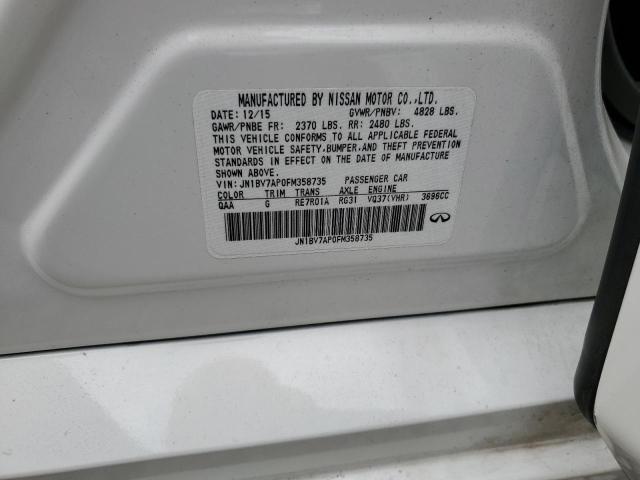 MANUFACTURED BY NISSAN MOTOR CO.,LTD.
DATE: 12/15 GVWR/PNBV: 4828 LBS.
GAWR/PNBE FR: 2370 LBS. RR: 2480 LBS.
THIS VEHICLE CONFORMS TO ALL APPLICABLE FEDERAL
MOTOR VEHICLE SAFETY,BUMPER,AND THEFT PREVENTION
STANDARDS IN EFFECT ON THE DATE OF MANUFACTURE
SHOWN ABOVE.
VIN: JN1BV7AP0FM358735 PASSENGER CAR
COLOR TRIM TRANS AXLE ENGINE
QAA G RE7R01A RG31 VQ37(VHR) 3696CC
JN1BV7AP0FM358735